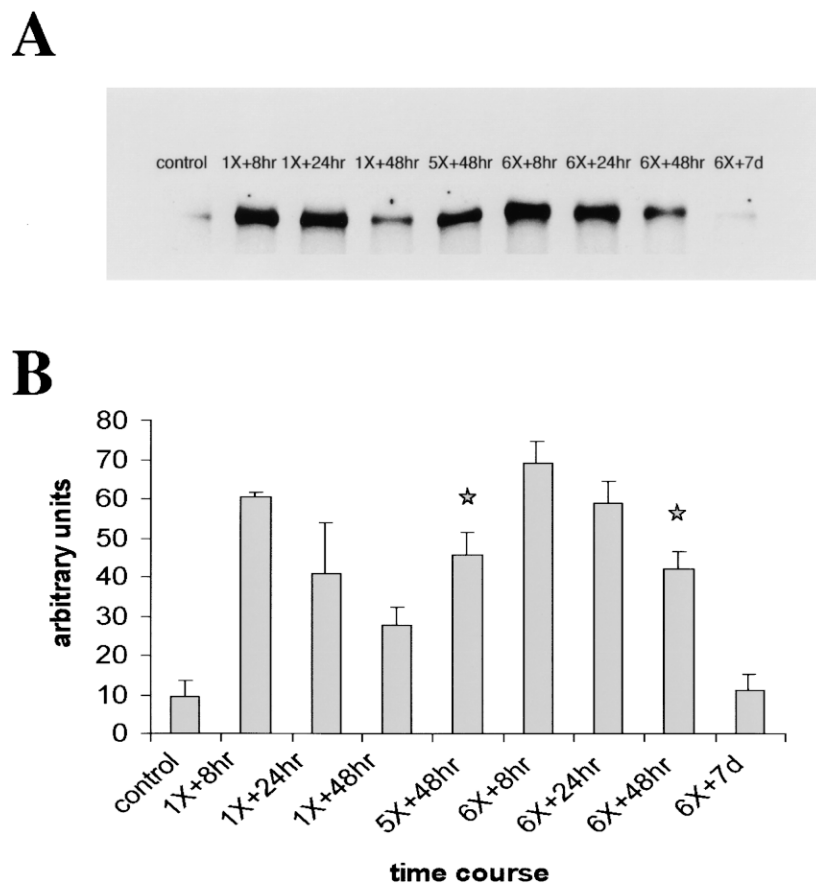 A
control 1X+8hr 1X+24hr 1X+48hr 5X+48hr 6X+8hr 6X+24hr 6X+48hr 6X+7d
B
80
70
60
50
40
30
20
10
0
arbitrary units
control 1X+8hr 1X+24hr 1X+48hr 5X+48hr 6X+8hr 6X+24hr 6X+48hr 6X+7d
time course